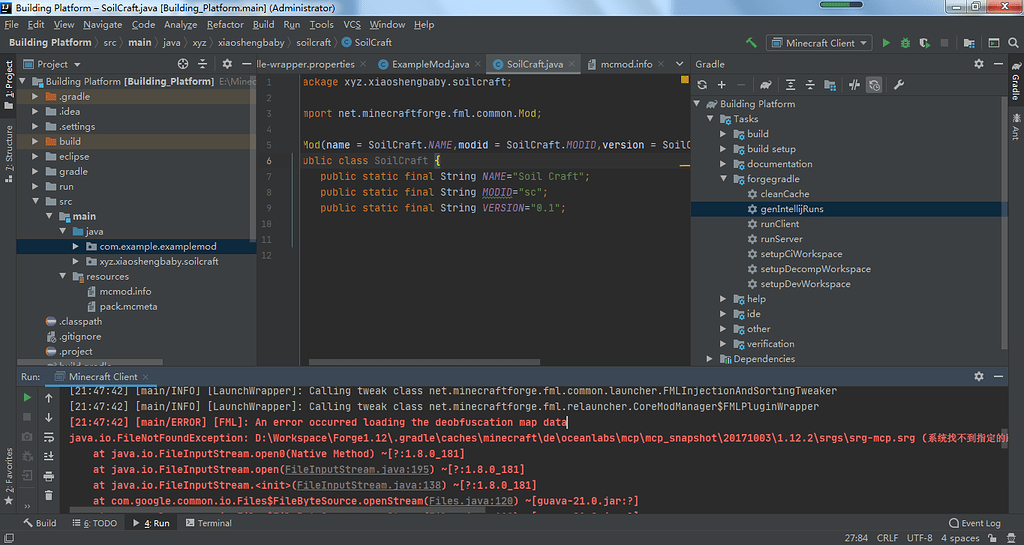 Building Platform – SoilCraft.java [Building_Platform.main] (Administrator)
File Edit View Navigate Code Analyze Refactor Build Run Tools VCS Window Help
Building Platform src main java xyz xiaoshengbaby soilcraft SoilCraft
Minecraft Client
1: Project
7: Structure
2: Favorites
Project
Building Platform [Building_Platform] E:\Minec
.gradle
.idea
.settings
build
eclipse
gradle
run
src
main
java
com.example.examplemod
xyz.xiaoshengbaby.soilcraft
resources
mcmod.info
pack.mcmeta
.classpath
.gitignore
.project
lle-wrapper.properties ExampleMod.java SoilCraft.java mcmod.info
1 ackage xyz.xiaoshengbaby.soilcraft;
2
3 mport net.minecraftforge.fml.common.Mod;
4
5 Mod(name = SoilCraft.NAME,modid = SoilCraft.MODID,version = SoilC
6 ublic class SoilCraft {
7 public static final String NAME="Soil Craft";
8 public static final String MODID="sc";
9 public static final String VERSION="0.1";
10
11
12
Gradle
Building Platform
Tasks
build
build setup
documentation
forgegradle
cleanCache
genIntellijRuns
runClient
runServer
setupCiWorkspace
setupDecompWorkspace
setupDevWorkspace
help
ide
other
verification
Dependencies
Gradle
Ant
Run: Minecraft Client
[21:47:42] [main/INFO] [LaunchWrapper]: Calling tweak class net.minecraftforge.fml.common.launcher.FMLInjectionAndSortingTweaker
[21:47:42] [main/INFO] [LaunchWrapper]: Calling tweak class net.minecraftforge.fml.relauncher.CoreModManager$FMLPluginWrapper
[21:47:42] [main/ERROR] [FML]: An error occurred loading the deobfuscation map data
java.io.FileNotFoundException: D:\Workspace\Forge1.12\.gradle\caches\minecraft\de\oceanlabs\mcp\mcp_snapshot\20171003\1.12.2\srgs\srg-mcp.srg (系统找不到指定的
at java.io.FileInputStream.open0(Native Method) ~[?:1.8.0_181]
at java.io.FileInputStream.open(FileInputStream.java:195) ~[?:1.8.0_181]
at java.io.FileInputStream.<init>(FileInputStream.java:138) ~[?:1.8.0_181]
at com.google.common.io.Files$FileByteSource.openStream(Files.java:120) ~[guava-21.0.jar:?]
Build 6: TODO 4: Run Terminal Event Log
27:84 CRLF UTF-8 4 spaces